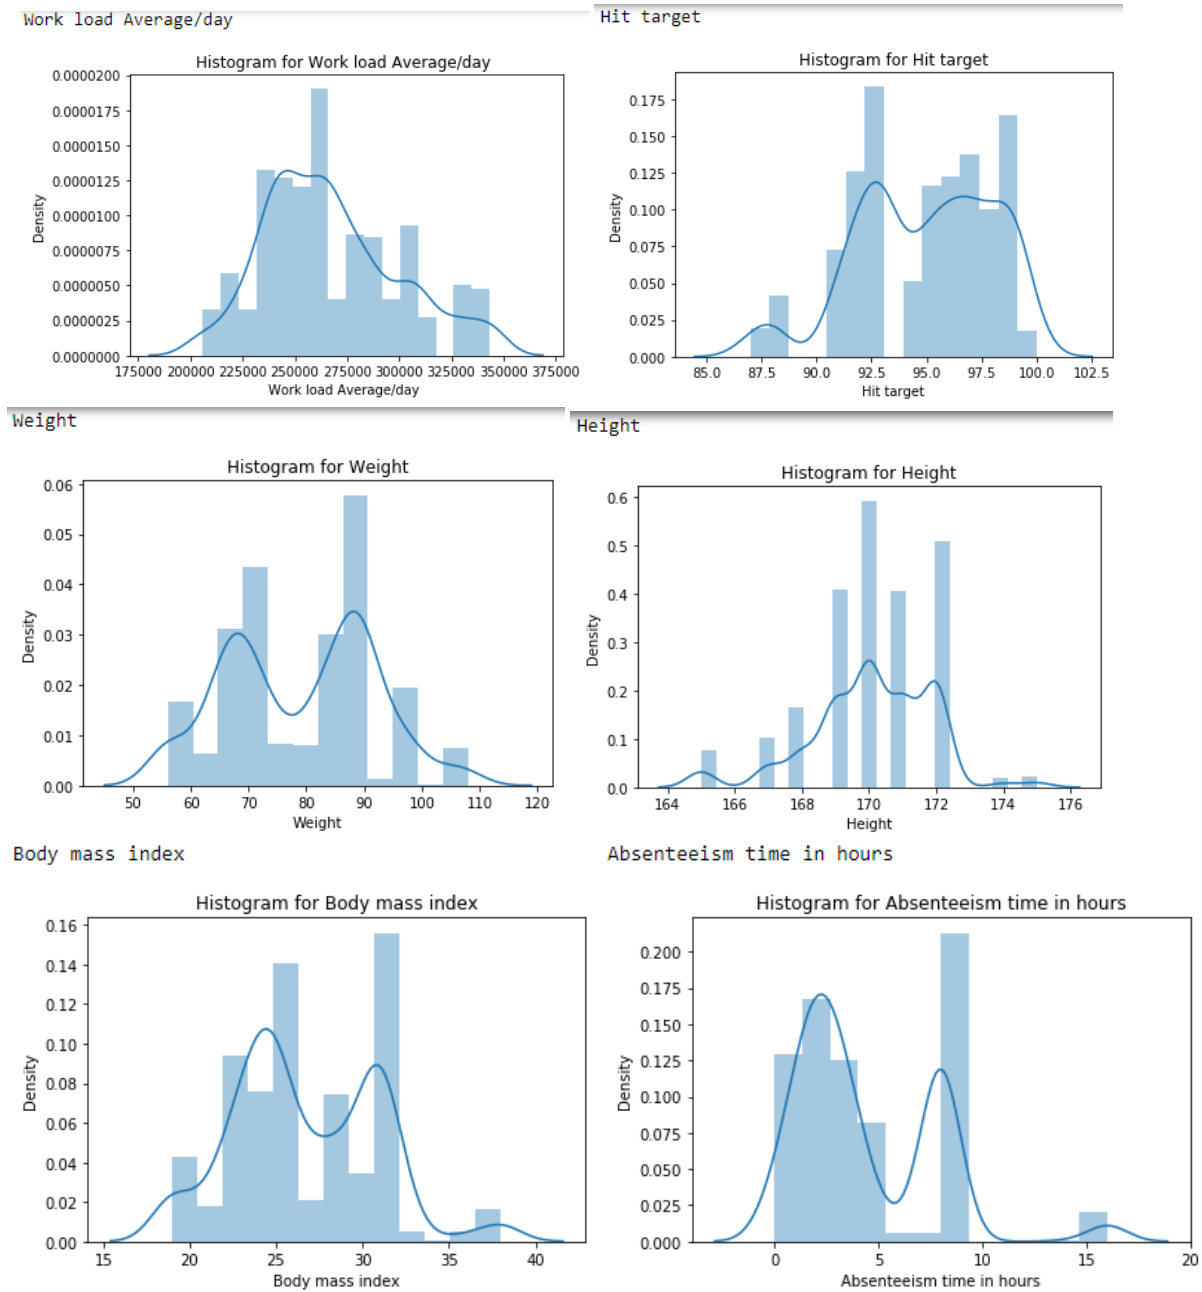 Work load Average/day
Histogram for Work load Average/day
0.0000200
0.0000175
0.0000150
0.0000125
0.0000100
0.0000075
0.0000050
0.0000025
0.0000000
Density
175000 200000 225000 250000 275000 300000 325000 350000 375000
Work load Average/day
Hit target
Histogram for Hit target
0.175
0.150
0.125
0.100
0.075
0.050
0.025
0.000
Density
85.0 87.5 90.0 92.5 95.0 97.5 100.0 102.5
Hit target
Weight
Histogram for Weight
0.06
0.05
0.04
0.03
0.02
0.01
0.00
Density
50 60 70 80 90 100 110 120
Weight
Height
Histogram for Height
0.6
0.5
0.4
0.3
0.2
0.1
0.0
Density
164 166 168 170 172 174 176
Height
Body mass index
Histogram for Body mass index
0.16
0.14
0.12
0.10
0.08
0.06
0.04
0.02
0.00
Density
15 20 25 30 35 40
Body mass index
Absenteeism time in hours
Histogram for Absenteeism time in hours
0.200
0.175
0.150
0.125
0.100
0.075
0.050
0.025
0.000
Density
0 5 10 15 20
Absenteeism time in hours